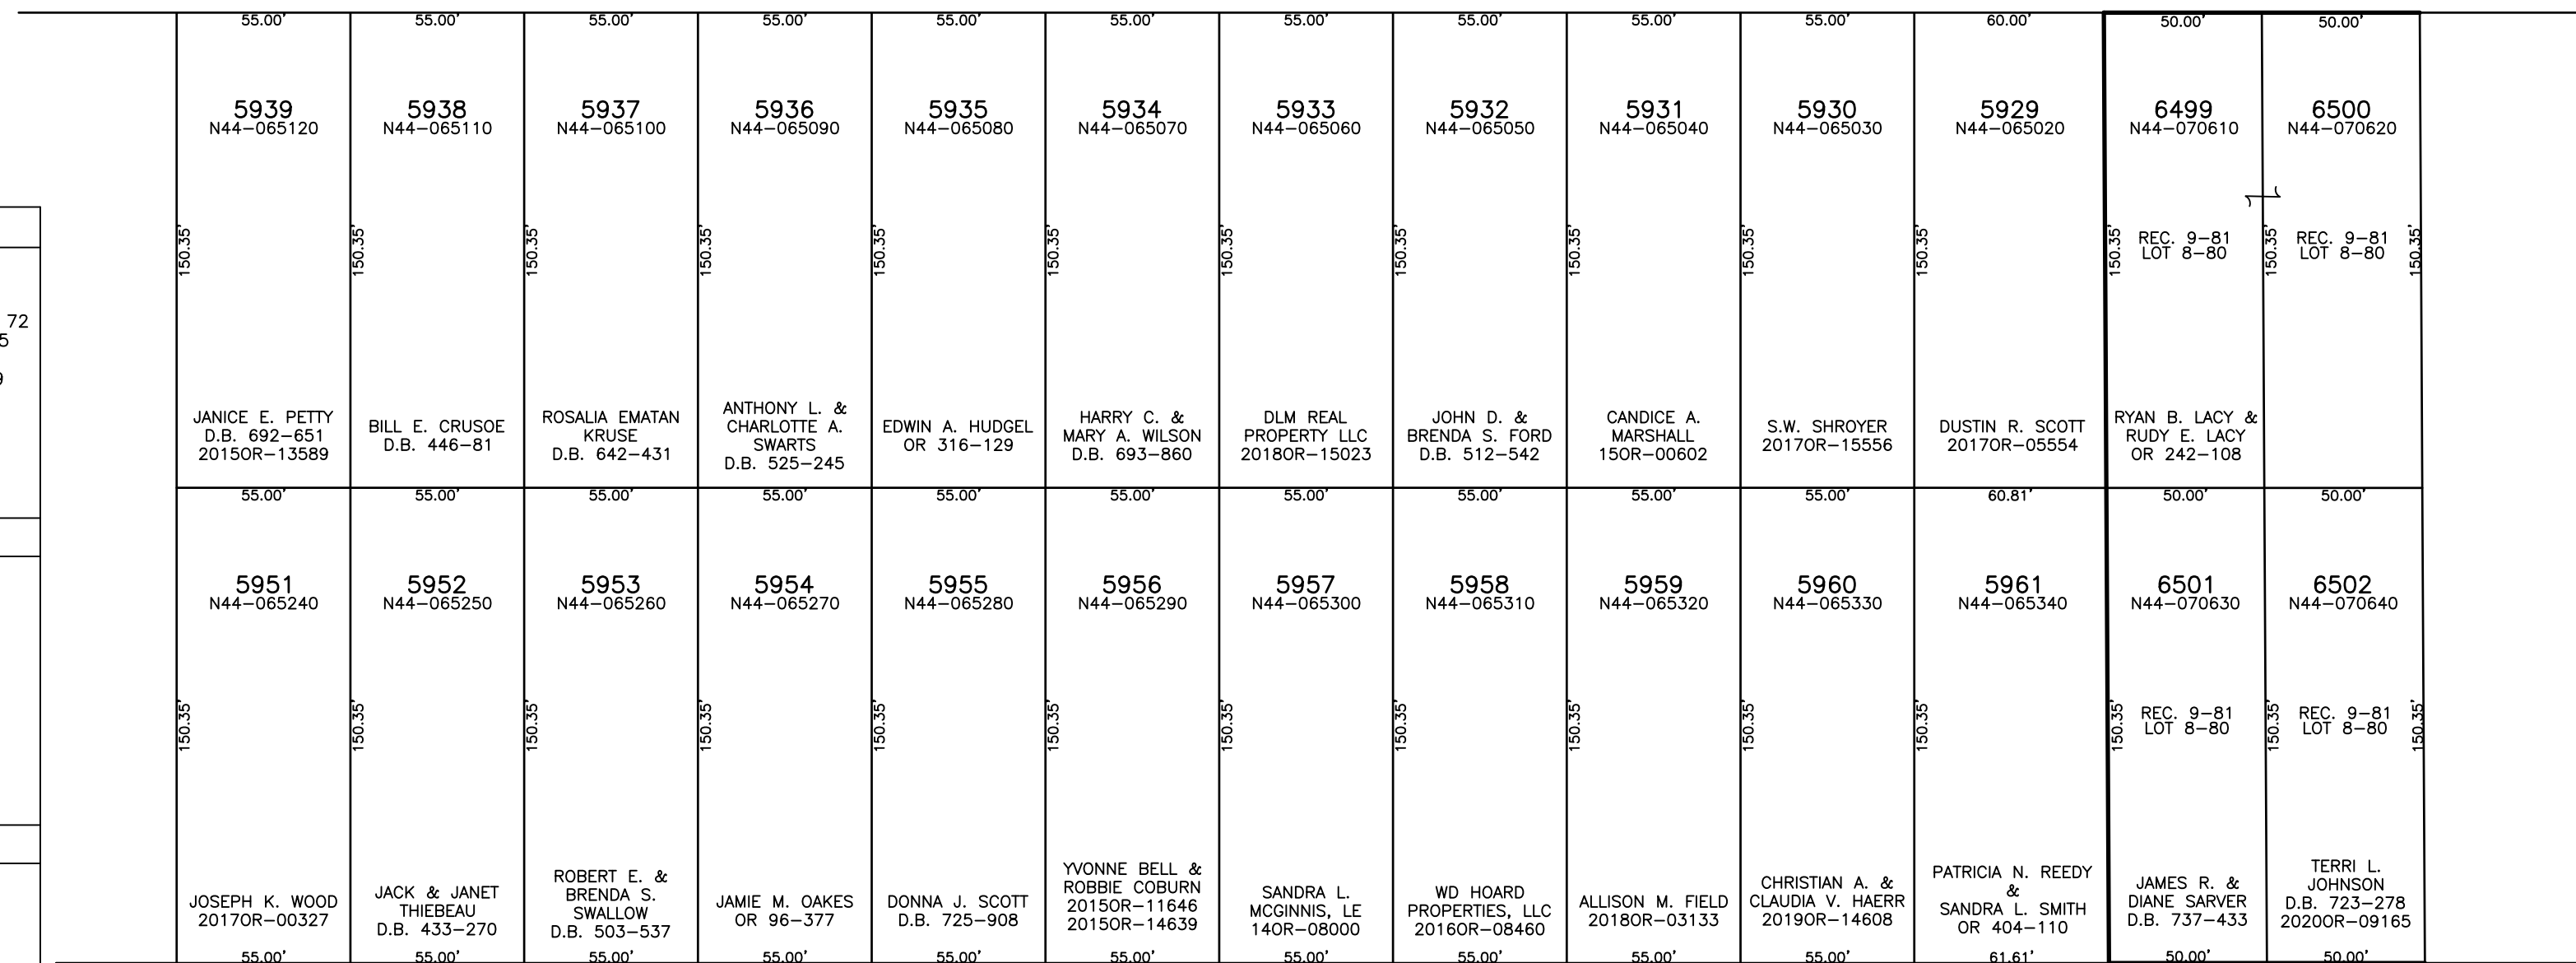 55.00' 55.00' 55.00' 55.00' 55.00' 55.00' 55.00' 55.00' 55.00' 55.00' 60.00' 50.00' 50.00'
5939
N44-065120
150.35'
JANICE E. PETTY
D.B. 692-651
2015OR-13589
5938
N44-065110
150.35'
BILL E. CRUSOE
D.B. 446-81
5937
N44-065100
150.35'
ROSALIA EMATAN
KRUSE
D.B. 642-431
5936
N44-065090
150.35'
ANTHONY L. &
CHARLOTTE A.
SWARTS
D.B. 525-245
5935
N44-065080
150.35'
EDWIN A. HUDGEL
OR 316-129
5934
N44-065070
150.35'
HARRY C. &
MARY A. WILSON
D.B. 693-860
5933
N44-065060
150.35'
DLM REAL
PROPERTY LLC
2018OR-15023
5932
N44-065050
150.35'
JOHN D. &
BRENDA S. FORD
D.B. 512-542
5931
N44-065040
150.35'
CANDICE A.
MARSHALL
15OR-00602
5930
N44-065030
150.35'
S.W. SHROYER
2017OR-15556
5929
N44-065020
150.35'
DUSTIN R. SCOTT
2017OR-05554
6499
N44-070610
150.35'
REC. 9-81
LOT 8-80
RYAN B. LACY &
RUDY E. LACY
OR 242-108
6500
N44-070620
150.35'
REC. 9-81
LOT 8-80
150.35'
72
5
9
55.00' 55.00' 55.00' 55.00' 55.00' 55.00' 55.00' 55.00' 55.00' 55.00' 60.81' 50.00' 50.00'
5951
N44-065240
150.35'
JOSEPH K. WOOD
2017OR-00327
5952
N44-065250
150.35'
JACK & JANET
THIEBEAU
D.B. 433-270
5953
N44-065260
150.35'
ROBERT E. &
BRENDA S.
SWALLOW
D.B. 503-537
5954
N44-065270
150.35'
JAMIE M. OAKES
OR 96-377
5955
N44-065280
150.35'
DONNA J. SCOTT
D.B. 725-908
5956
N44-065290
150.35'
YVONNE BELL &
ROBBIE COBURN
2015OR-11646
2015OR-14639
5957
N44-065300
150.35'
SANDRA L.
MCGINNIS, LE
14OR-08000
5958
N44-065310
150.35'
WD HOARD
PROPERTIES, LLC
2016OR-08460
5959
N44-065320
150.35'
ALLISON M. FIELD
2018OR-03133
5960
N44-065330
150.35'
CHRISTIAN A. &
CLAUDIA V. HAERR
2019OR-14608
5961
N44-065340
150.35'
PATRICIA N. REEDY
&
SANDRA L. SMITH
OR 404-110
6501
N44-070630
150.35'
REC. 9-81
LOT 8-80
JAMES R. &
DIANE SARVER
D.B. 737-433
6502
N44-070640
150.35'
REC. 9-81
LOT 8-80
150.35'
TERRI L.
JOHNSON
D.B. 723-278
2020OR-09165
55.00' 55.00' 55.00' 55.00' 55.00' 55.00' 55.00' 55.00' 55.00' 55.00' 61.61' 50.00' 50.00'